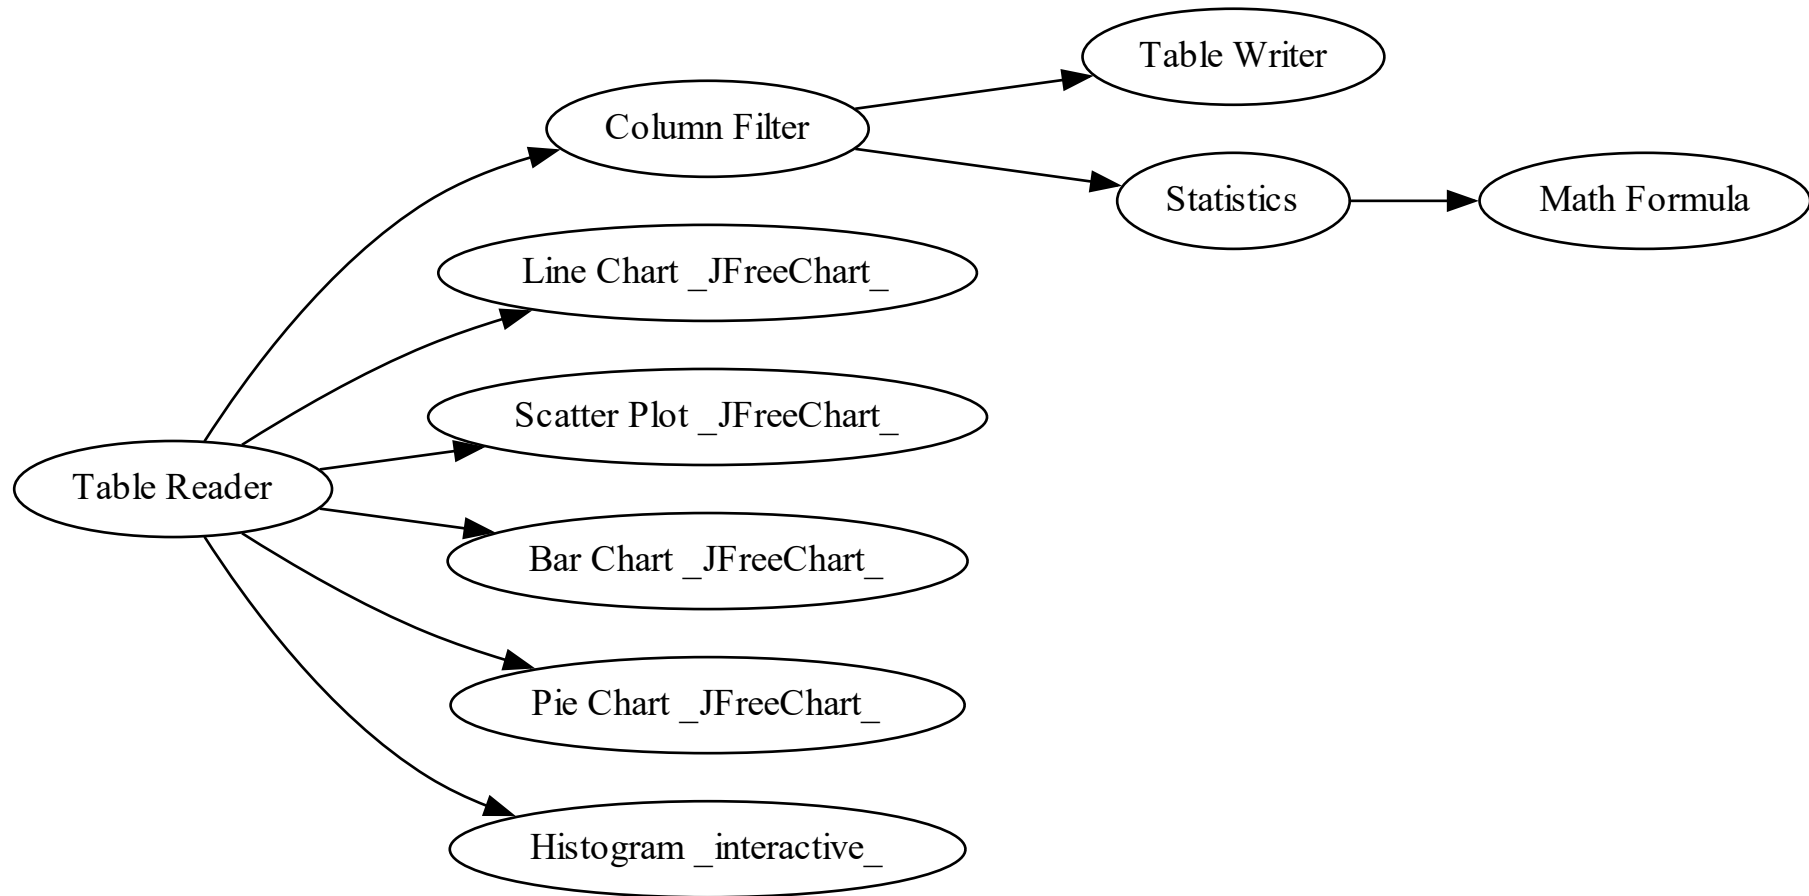 Table Writer
Column Filter
Statistics
Math Formula
Line Chart _JFreeChart_
Scatter Plot _JFreeChart_
Table Reader
Bar Chart _JFreeChart_
Pie Chart _JFreeChart_
Histogram _interactive_